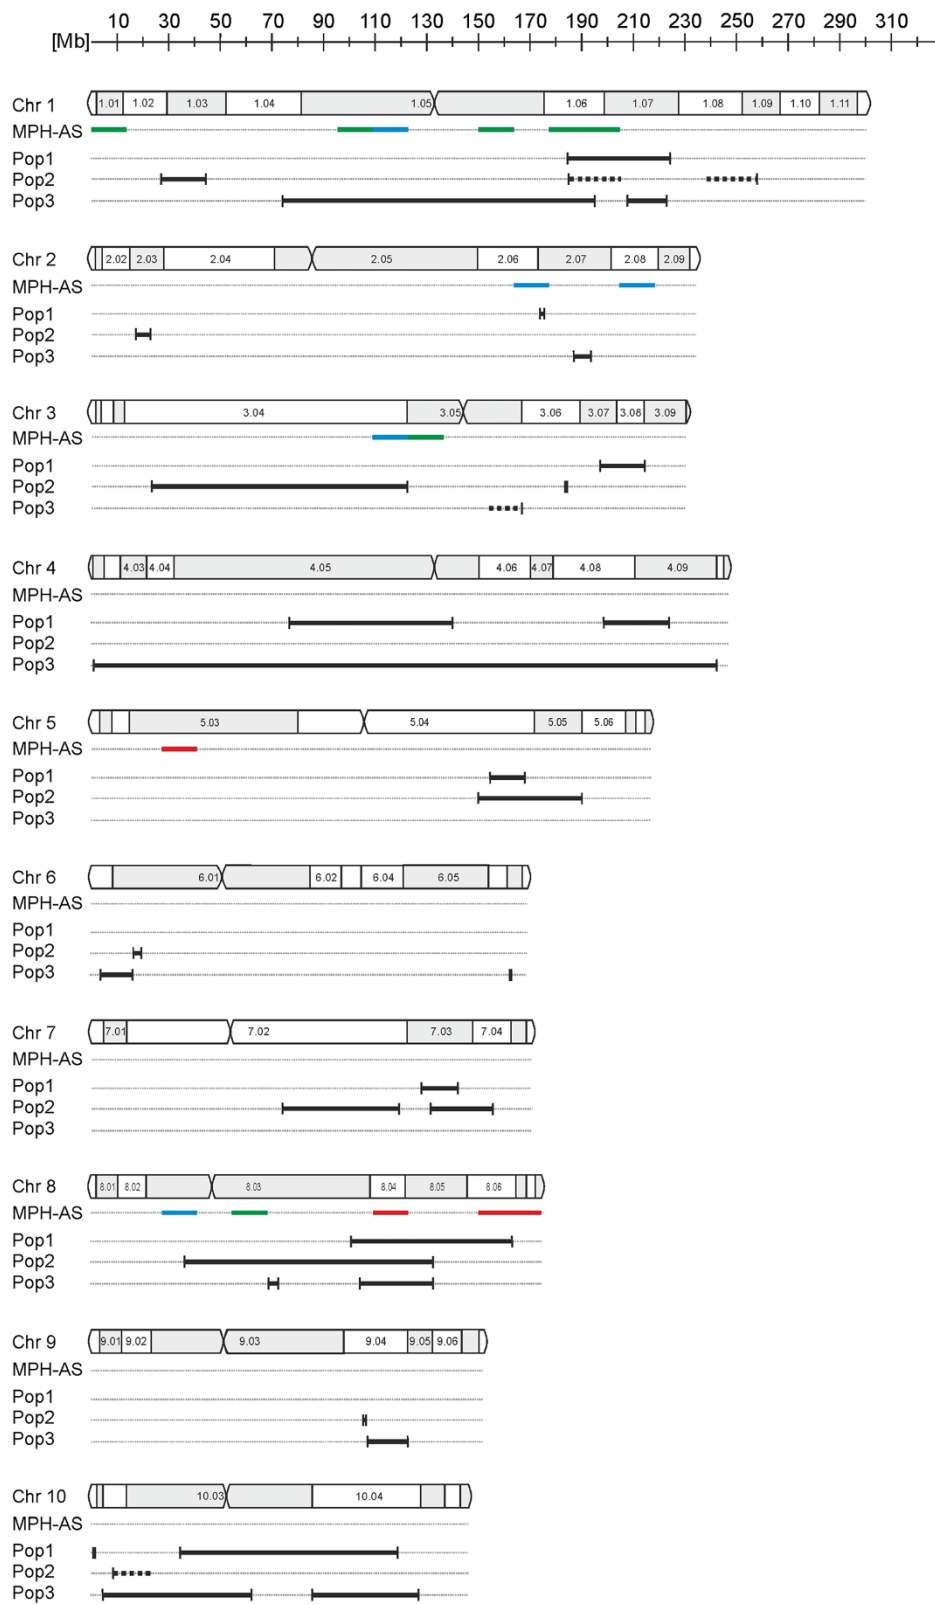 10 30 50 70 90 110 130 150 170 190 210 230 250 270 290 310
[Mb]
Chr 1 1.01 1.02 1.03 1.04 1.05 1.06 1.07 1.08 1.09 1.10 1.11
MPH-AS
Pop1
Pop2
Pop3
Chr 2 2.02 2.03 2.04 2.05 2.06 2.07 2.08 2.09
MPH-AS
Pop1
Pop2
Pop3
Chr 3 3.04 3.05 3.06 3.07 3.08 3.09
MPH-AS
Pop1
Pop2
Pop3
Chr 4 4.03 4.04 4.05 4.06 4.07 4.08 4.09
MPH-AS
Pop1
Pop2
Pop3
Chr 5 5.03 5.04 5.05 5.06
MPH-AS
Pop1
Pop2
Pop3
Chr 6 6.01 6.02 6.04 6.05
MPH-AS
Pop1
Pop2
Pop3
Chr 7 7.01 7.02 7.03 7.04
MPH-AS
Pop1
Pop2
Pop3
Chr 8 8.01 8.02 8.03 8.04 8.05 8.06
MPH-AS
Pop1
Pop2
Pop3
Chr 9 9.01 9.02 9.03 9.04 9.05 9.06
MPH-AS
Pop1
Pop2
Pop3
Chr 10 10.03 10.04
MPH-AS
Pop1
Pop2
Pop3